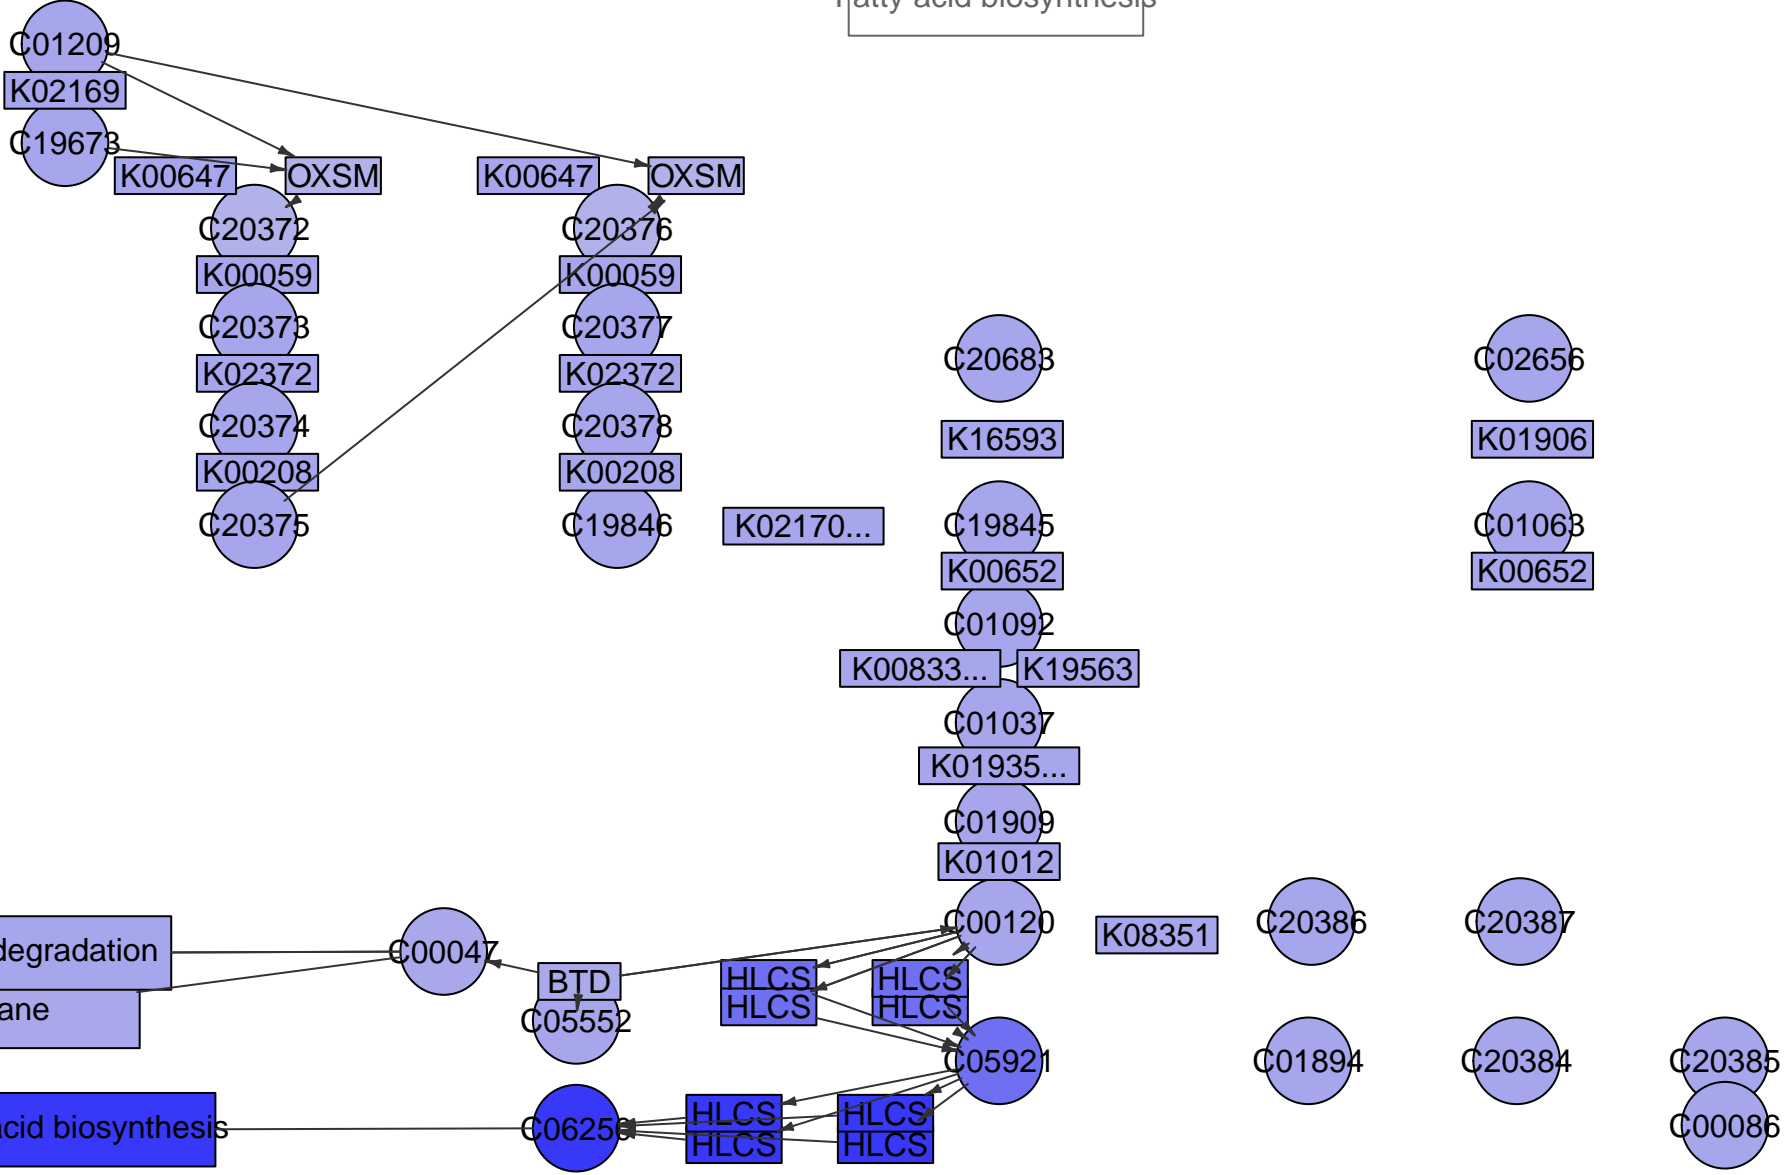 Fatty acid biosynthesis
C01209
K02169
C19673
K00647
OXSM
K00647
OXSM
C20372
C20376
K00059
K00059
C20373
C20377
C20683
C02656
K02372
K02372
C20374
C20378
K16593
K01906
K00208
K00208
C20375
C19846
K02170...
C19845
C01063
K00652
K00652
C01092
K00833...
K19563
C01037
K01935...
C01909
K01012
degradation
C00047
C00120
K08351
C20386
C20387
BTD
HLCS
HLCS
ane
HLCS
HLCS
C05552
C05921
C01894
C20384
C20385
acid biosynthesis
C06250
HLCS
HLCS
C00086
HLCS
HLCS